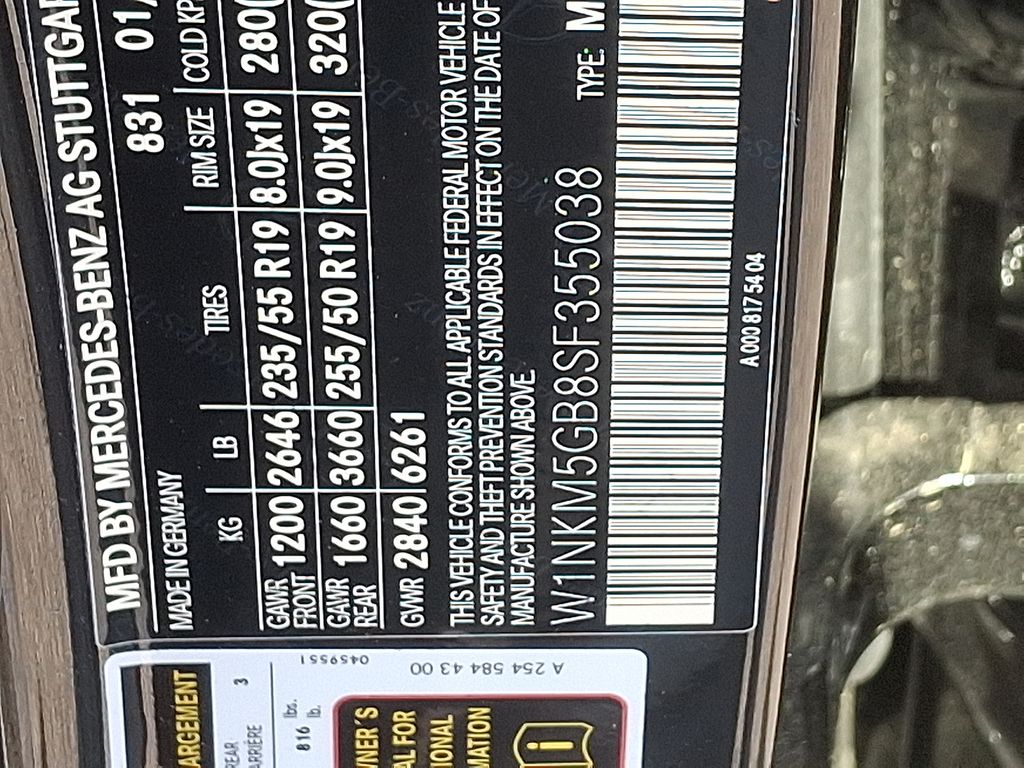 MFD BY MERCEDES-BENZ AG STUTTGAR
MADE IN GERMANY 831 01/
KG LB TIRES RIM SIZE COLD KP
GAWR FRONT 1200 2646 235/55 R19 8.0Jx19 280(
GAWR REAR 1660 3660 255/50 R19 9.0Jx19 320(
GVWR 2840 6261
THIS VEHICLE CONFORMS TO ALL APPLICABLE FEDERAL MOTOR VEHICLE
SAFETY AND THEFT PREVENTION STANDARDS IN EFFECT ON THE DATE OF
MANUFACTURE SHOWN ABOVE.
W1NKM5GB8SF355038 TYPE: M
A 000 817 54 04
ARGEMENT
REAR 3
ARRIÈRE
816 lbs.
lb.
0459551
WNER'S
AL FOR
IONAL
MATION
i
A 254 584 43 00